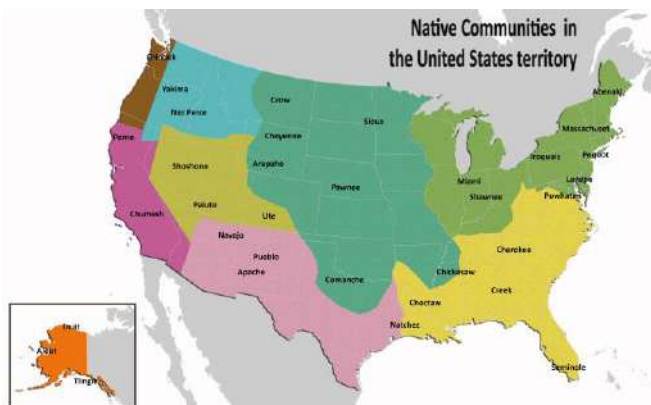 Native Communities in
the United States territory
Chinook
Yakima
Nez Perce
Crow
Sioux
Abenaki
Massachuset
Pomo
Cheyenne
Iroquois
Pequot
Shoshone
Arapaho
Miami
Lenape
Pawnee
Shawnee
Powhatan
Chumash
Paiute
Ute
Navajo
Cherokee
Pueblo
Apache
Comanche
Chickasaw
Creek
Choctaw
Natchez
Seminole
Inuit
Aleut
Tlingit